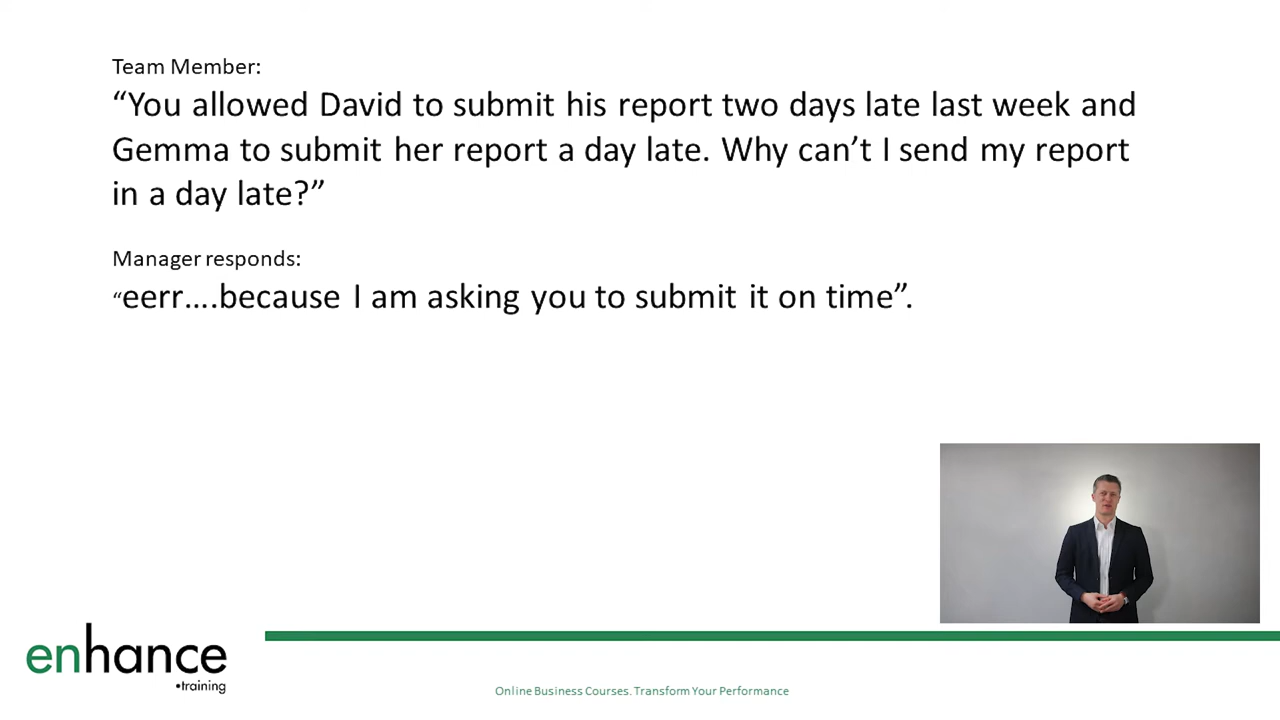 Team Member:
“You allowed David to submit his report two days late last week and
Gemma to submit her report a day late. Why can’t I send my report
in a day late?”
Manager responds:
“eerr….because I am asking you to submit it on time”.
enhance
•training
Online Business Courses. Transform Your Performance